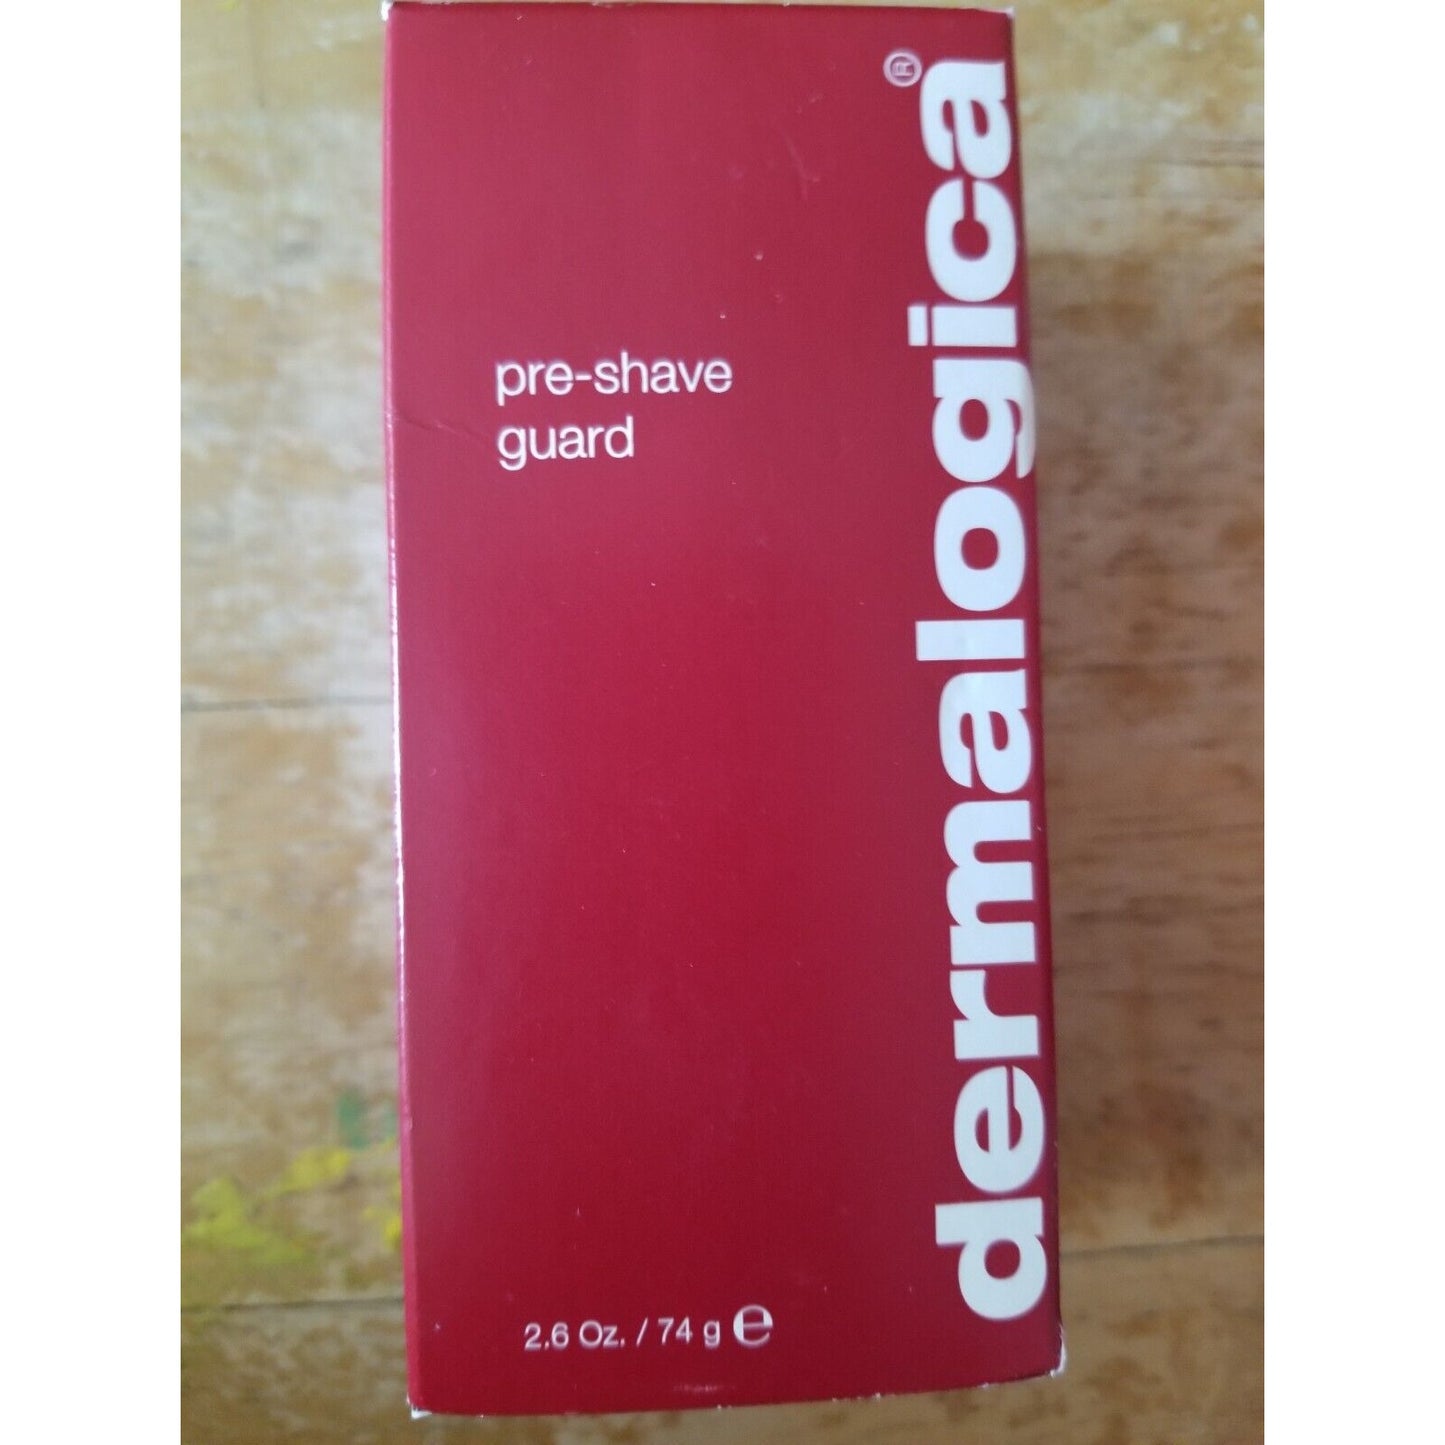 pre-shave
guard
dermalogica®
2.6 Oz. / 74 g ℮